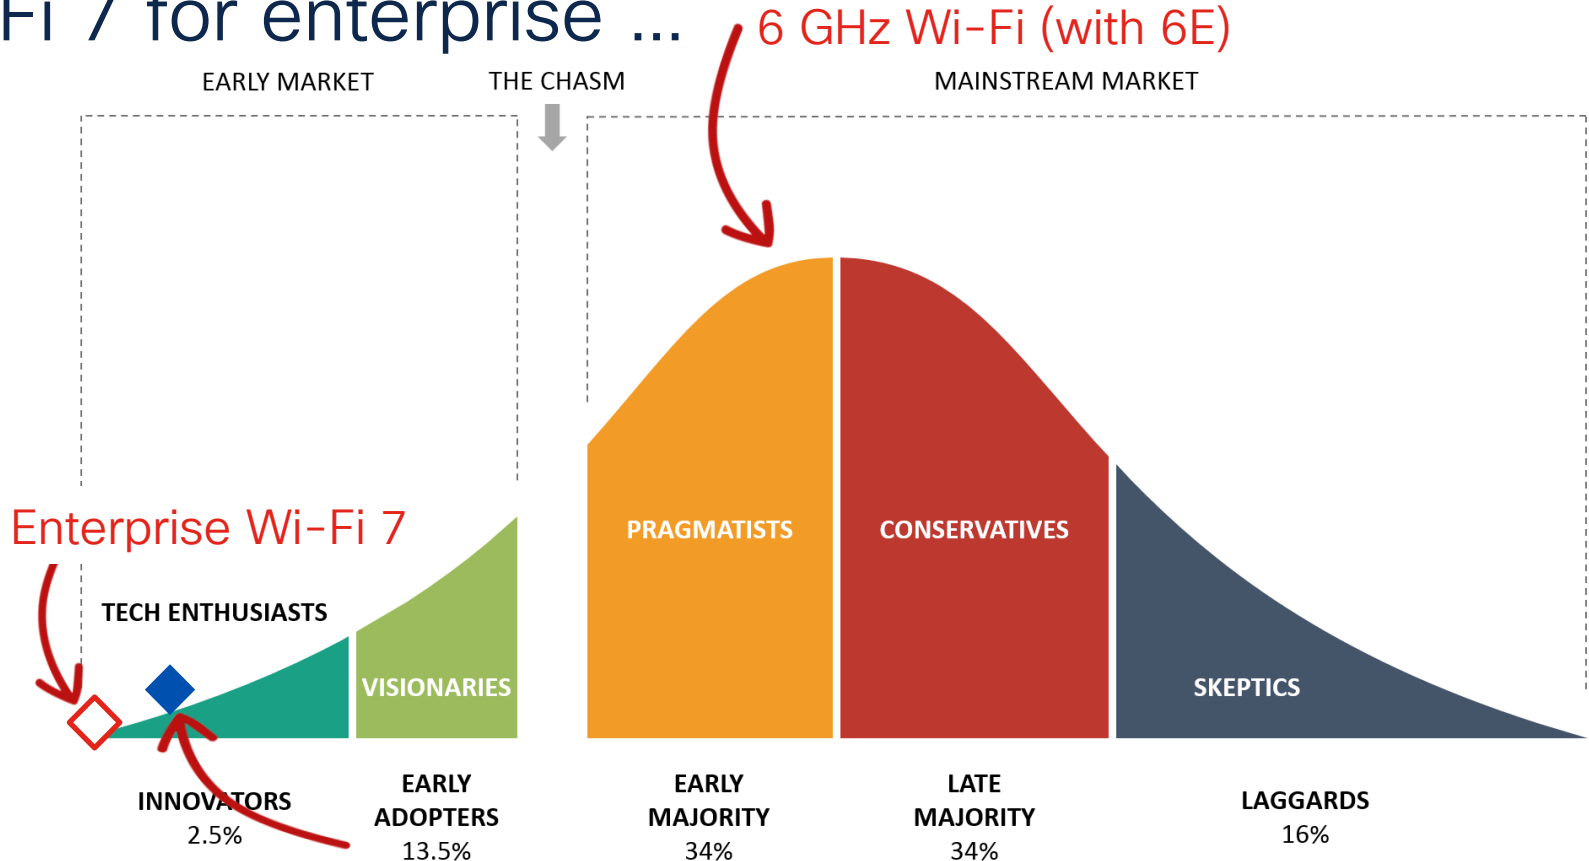 Fi 7 for enterprise ...
6 GHz Wi-Fi (with 6E)
EARLY MARKET
THE CHASM
MAINSTREAM MARKET
Enterprise Wi-Fi 7
TECH ENTHUSIASTS
VISIONARIES
PRAGMATISTS
CONSERVATIVES
SKEPTICS
INNOVATORS
2.5%
EARLY
ADOPTERS
13.5%
EARLY
MAJORITY
34%
LATE
MAJORITY
34%
LAGGARDS
16%